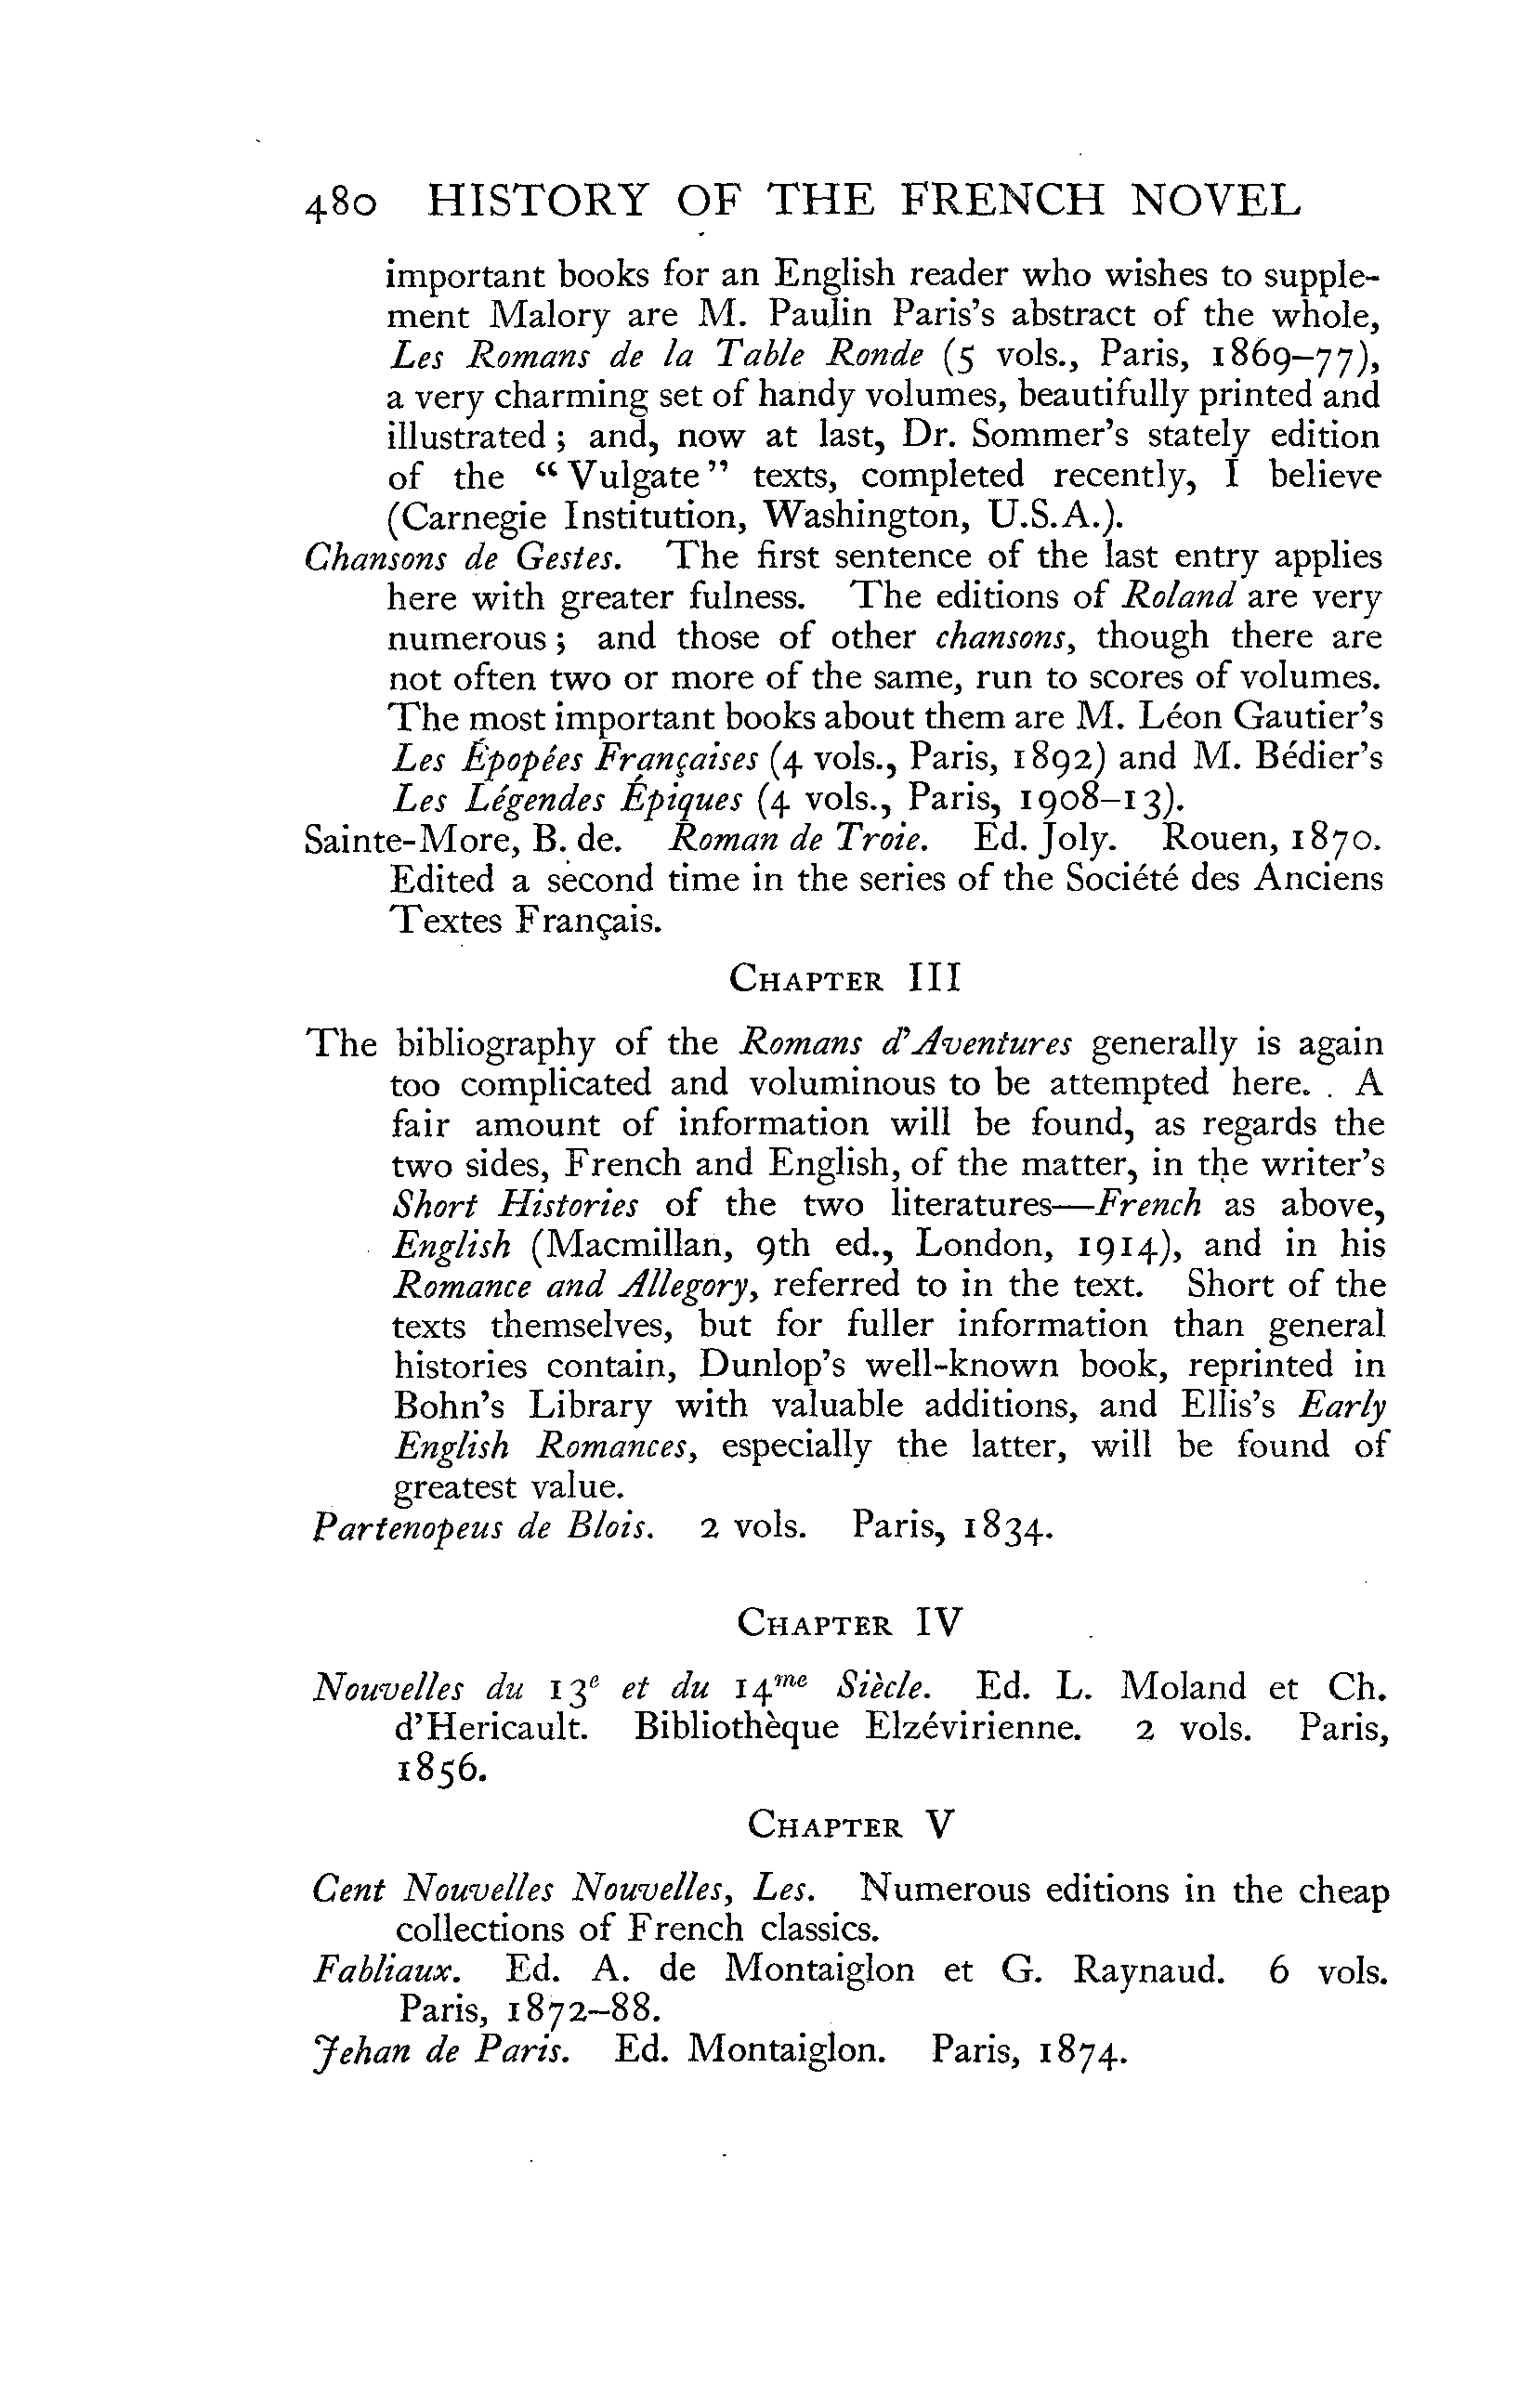 480 HISTORY OF THE FRENCH NOVEL
important books for an English reader who wishes to supple-
ment Malory are M. Paulin Paris's abstract of the whole,
Les Romans de la Table Ronde (5 vols., Paris, 1869–77),
a very charming set of handy volumes, beautifully printed and
illustrated ; and, now at last, Dr. Sommer's stately edition
of the “ Vulgate ” texts, completed recently, I believe
(Carnegie Institution, Washington, U.S.A.).
Chansons de Gestes. The first sentence of the last entry applies
here with greater fulness. The editions of Roland are very
numerous ; and those of other chansons, though there are
not often two or more of the same, run to scores of volumes.
The most important books about them are M. Léon Gautier's
Les Épopées Françaises (4 vols., Paris, 1892) and M. Bédier's
Les Légendes Épiques (4 vols., Paris, 1908–13).
Sainte-More, B. de. Roman de Troie. Ed. Joly. Rouen, 1870.
Edited a second time in the series of the Société des Anciens
Textes Français.
CHAPTER III
The bibliography of the Romans d'Aventures generally is again
too complicated and voluminous to be attempted here. A
fair amount of information will be found, as regards the
two sides, French and English, of the matter, in the writer's
Short Histories of the two literatures—French as above,
English (Macmillan, 9th ed., London, 1914), and in his
Romance and Allegory, referred to in the text. Short of the
texts themselves, but for fuller information than general
histories contain, Dunlop's well-known book, reprinted in
Bohn's Library with valuable additions, and Ellis's Early
English Romances, especially the latter, will be found of
greatest value.
Partenopeus de Blois. 2 vols. Paris, 1834.
CHAPTER IV
Nouvelles du 13e et du 14me Siècle. Ed. L. Moland et Ch.
d'Hericault. Bibliothèque Elzévirienne. 2 vols. Paris,
1856.
CHAPTER V
Cent Nouvelles Nouvelles, Les. Numerous editions in the cheap
collections of French classics.
Fabliaux. Ed. A. de Montaiglon et G. Raynaud. 6 vols.
Paris, 1872–88.
Jehan de Paris. Ed. Montaiglon. Paris, 1874.